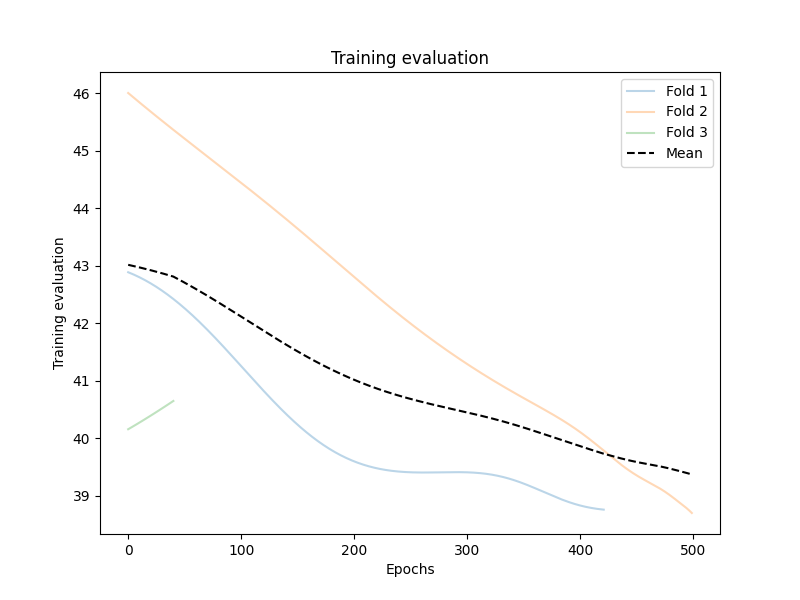 Training evaluation
Fold 1
Fold 2
Fold 3
Mean
Training evaluation
46
45
44
43
42
41
40
39
0 100 200 300 400 500
Epochs